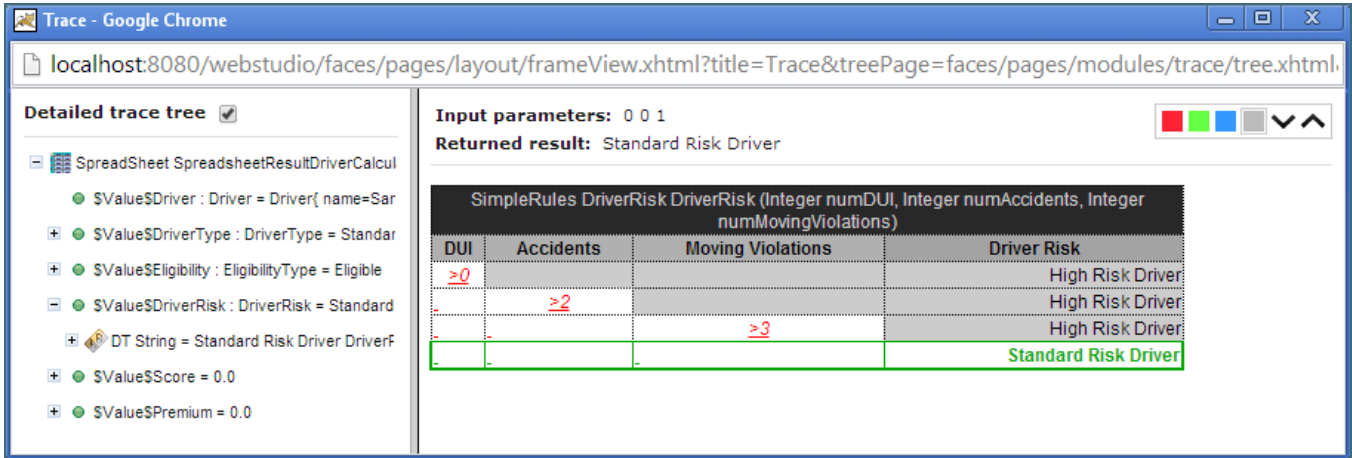 Trace - Google Chrome
localhost:8080/webstudio/faces/pages/layout/frameView.xhtml?title=Trace&treePage=faces/pages/modules/trace/tree.xhtml
Detailed trace tree
SpreadSheet SpreadsheetResultDriverCalcul
$Value$Driver : Driver = Driver{ name=Sar
$Value$DriverType : DriverType = Standar
$Value$Eligibility : EligibilityType = Eligible
$Value$DriverRisk : DriverRisk = Standard
DT String = Standard Risk Driver DriverF
$Value$Score = 0.0
$Value$Premium = 0.0
Input parameters: 0 0 1
Returned result: Standard Risk Driver
SimpleRules DriverRisk DriverRisk (Integer numDUI, Integer numAccidents, Integer
numMovingViolations)
DUI Accidents Moving Violations Driver Risk
>0 High Risk Driver
>2 High Risk Driver
>3 High Risk Driver
Standard Risk Driver